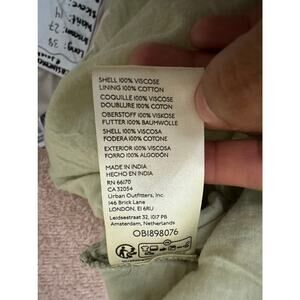 SHELL 100% VISCOSE
LINING 100% COTTON
COQUILLE 100% VISCOSE
DOUBLURE 100% COTON
OBERSTOFF 100% VISKOSE
FUTTER 100% BAUMWOLLE
SHELL 100% VISCOSA
FODERA 100% COTONE
EXTERIOR 100% VISCOSA
FORRO 100% ALGODÓN
MADE IN INDIA
HECHO EN INDIA
RN 66170
CA 32054
Urban Outfitters, Inc.
146 Brick Lane
LONDON, E1 6RU
Leidsestraat 32, 1017 PB
Amsterdam, Netherlands
OB1898076